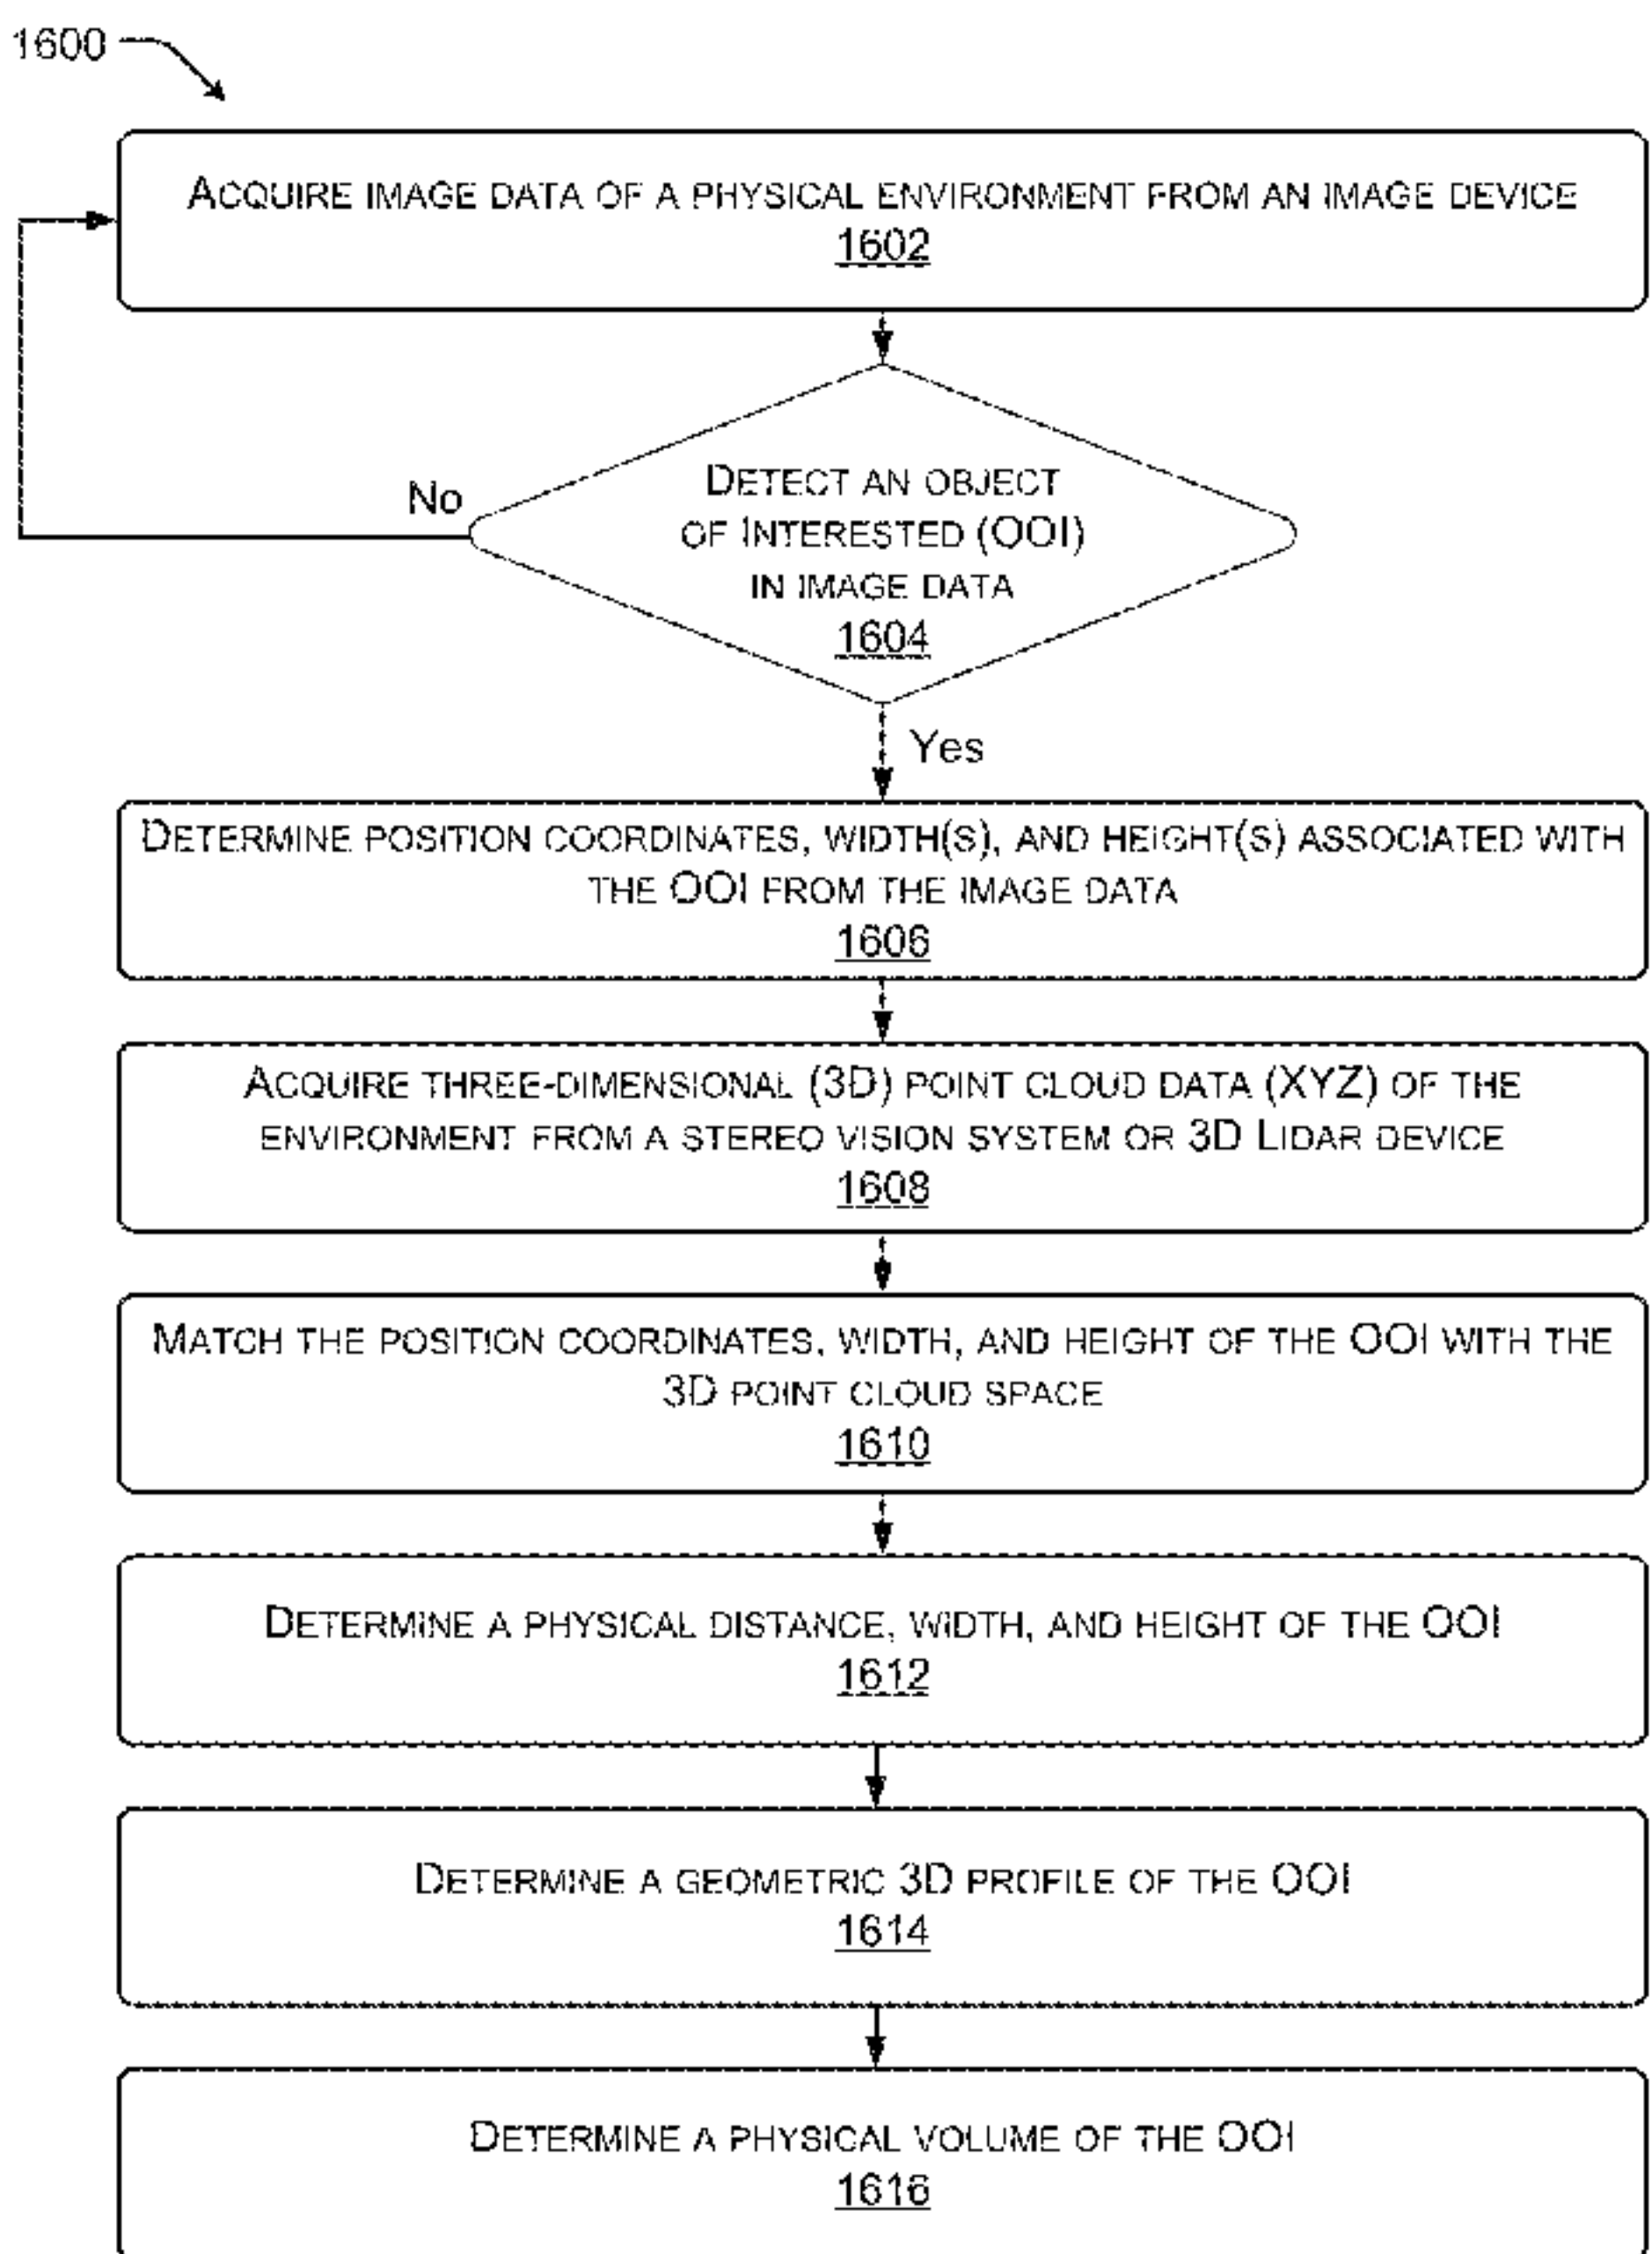 1600
ACQUIRE IMAGE DATA OF A PHYSICAL ENVIRONMENT FROM AN IMAGE DEVICE
1602
DETECT AN OBJECT
OF INTERESTED (OOI)
IN IMAGE DATA
1604
No
Yes
DETERMINE POSITION COORDINATES, WIDTH(S), AND HEIGHT(S) ASSOCIATED WITH
THE OOI FROM THE IMAGE DATA
1606
ACQUIRE THREE-DIMENSIONAL (3D) POINT CLOUD DATA (XYZ) OF THE
ENVIRONMENT FROM A STEREO VISION SYSTEM OR 3D LIDAR DEVICE
1608
MATCH THE POSITION COORDINATES, WIDTH, AND HEIGHT OF THE OOI WITH THE
3D POINT CLOUD SPACE
1610
DETERMINE A PHYSICAL DISTANCE, WIDTH, AND HEIGHT OF THE OOI
1612
DETERMINE A GEOMETRIC 3D PROFILE OF THE OOI
1614
DETERMINE A PHYSICAL VOLUME OF THE OOI
1616